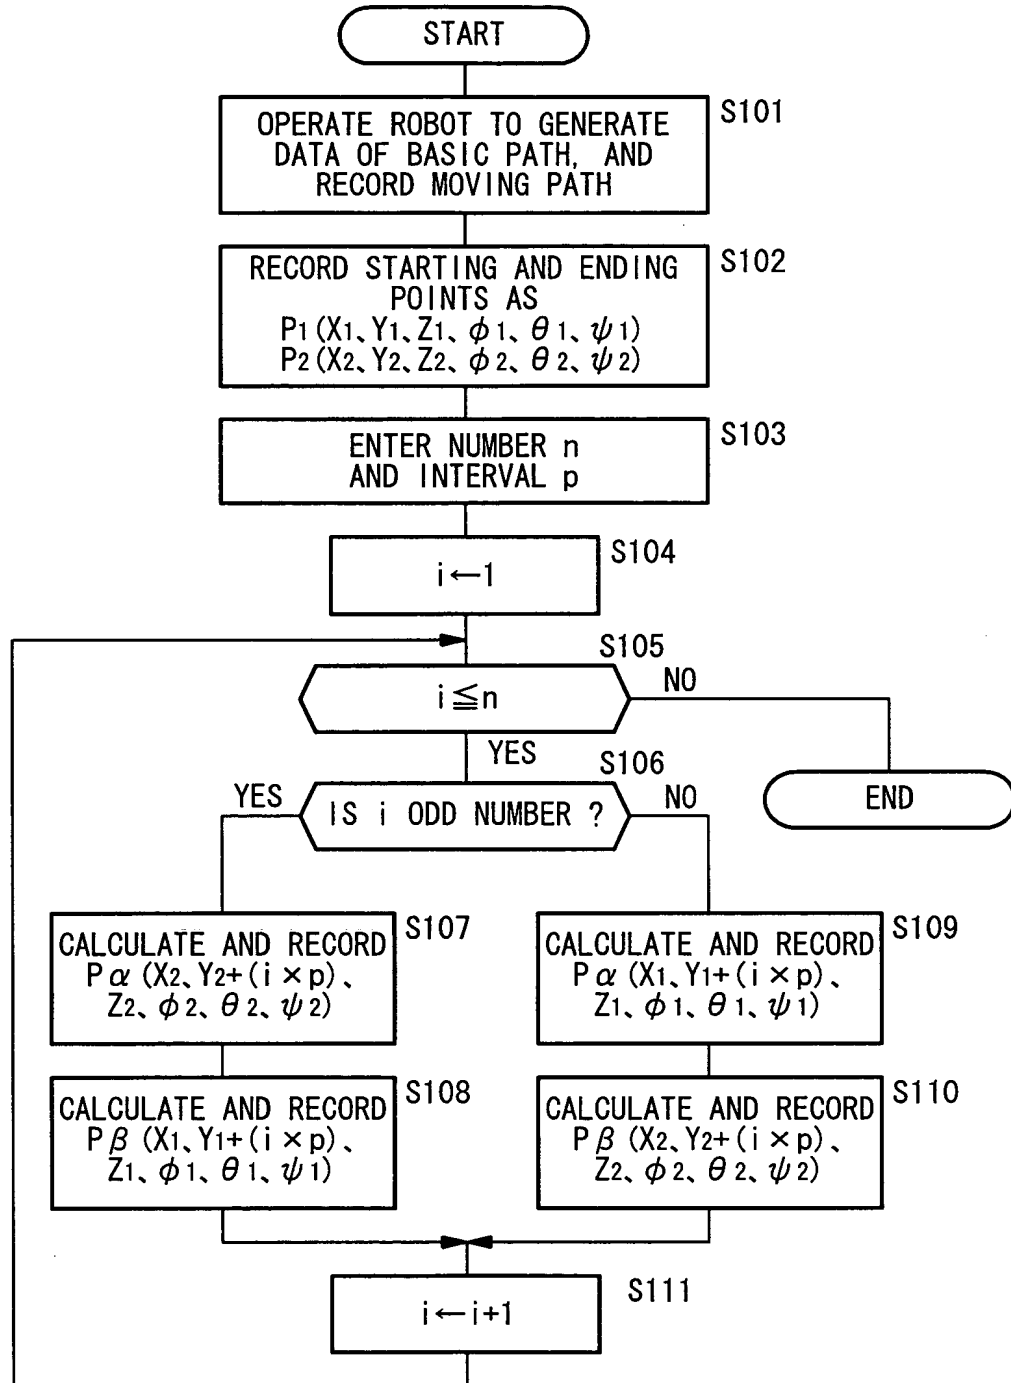 START
S101
OPERATE ROBOT TO GENERATE
DATA OF BASIC PATH, AND
RECORD MOVING PATH
S102
RECORD STARTING AND ENDING
POINTS AS
P1 (X1、Y1、Z1、φ1、θ1、ψ1)
P2 (X2、Y2、Z2、φ2、θ2、ψ2)
S103
ENTER NUMBER n
AND INTERVAL p
S104
i←1
S105
i≦n
NO
YES
END
S106
IS i ODD NUMBER ?
YES
NO
S107
CALCULATE AND RECORD
Pα (X2、Y2+(i×p)、
Z2、φ2、θ2、ψ2)
S109
CALCULATE AND RECORD
Pα (X1、Y1+(i×p)、
Z1、φ1、θ1、ψ1)
S108
CALCULATE AND RECORD
Pβ (X1、Y1+(i×p)、
Z1、φ1、θ1、ψ1)
S110
CALCULATE AND RECORD
Pβ (X2、Y2+(i×p)、
Z2、φ2、θ2、ψ2)
S111
i←i+1